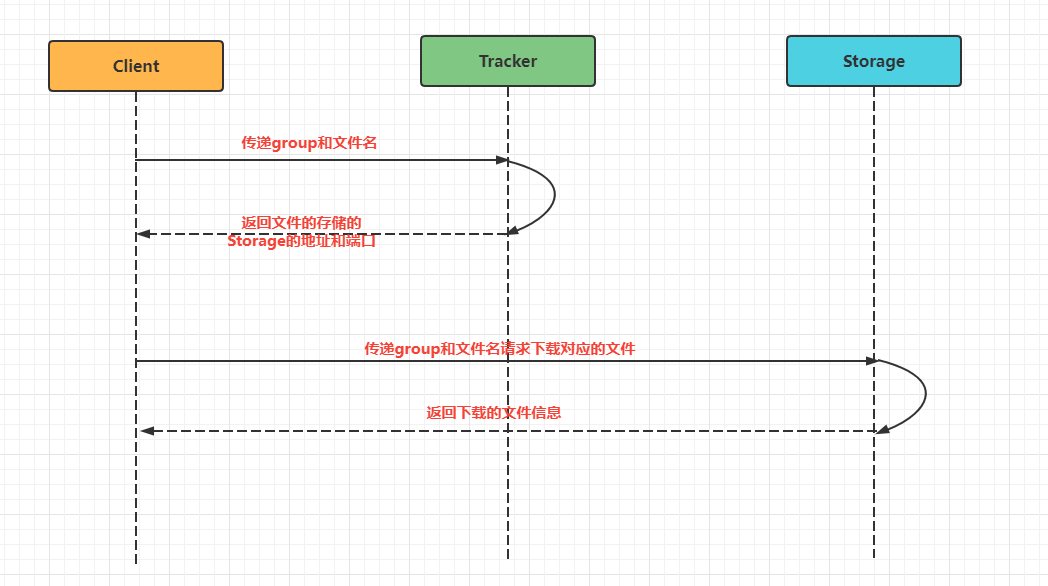 Client
Tracker
Storage
传递group和文件名
返回文件的存储的
Storage的地址和端口
传递group和文件名请求下载对应的文件
返回下载的文件信息